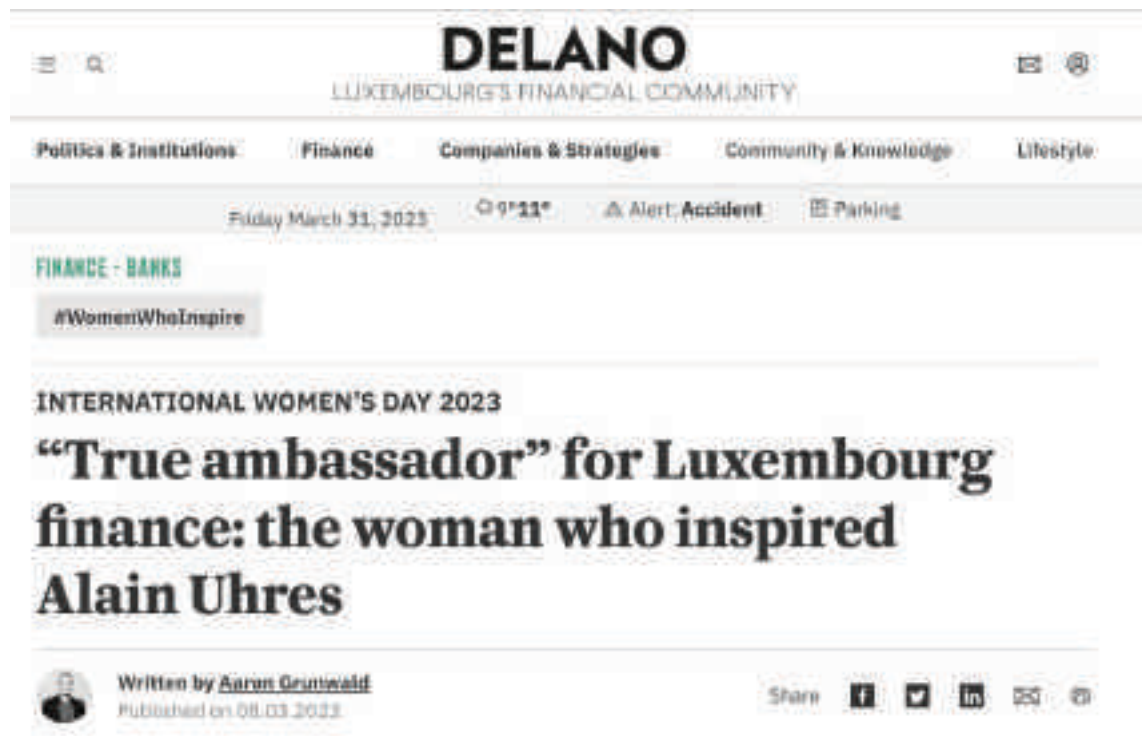 DELANO
LUXEMBOURG'S FINANCIAL COMMUNITY
Politics & Institutions Finance Companies & Strategies Community & Knowledge Lifestyle
Friday March 31, 2023 9°11° Alert: Accident Parking
FINANCE - BANKS
#WomenWhoInspire
INTERNATIONAL WOMEN'S DAY 2023
“True ambassador” for Luxembourg
finance: the woman who inspired
Alain Uhres
Written by Aaron Grunwald
Published on 08.03.2023
Share